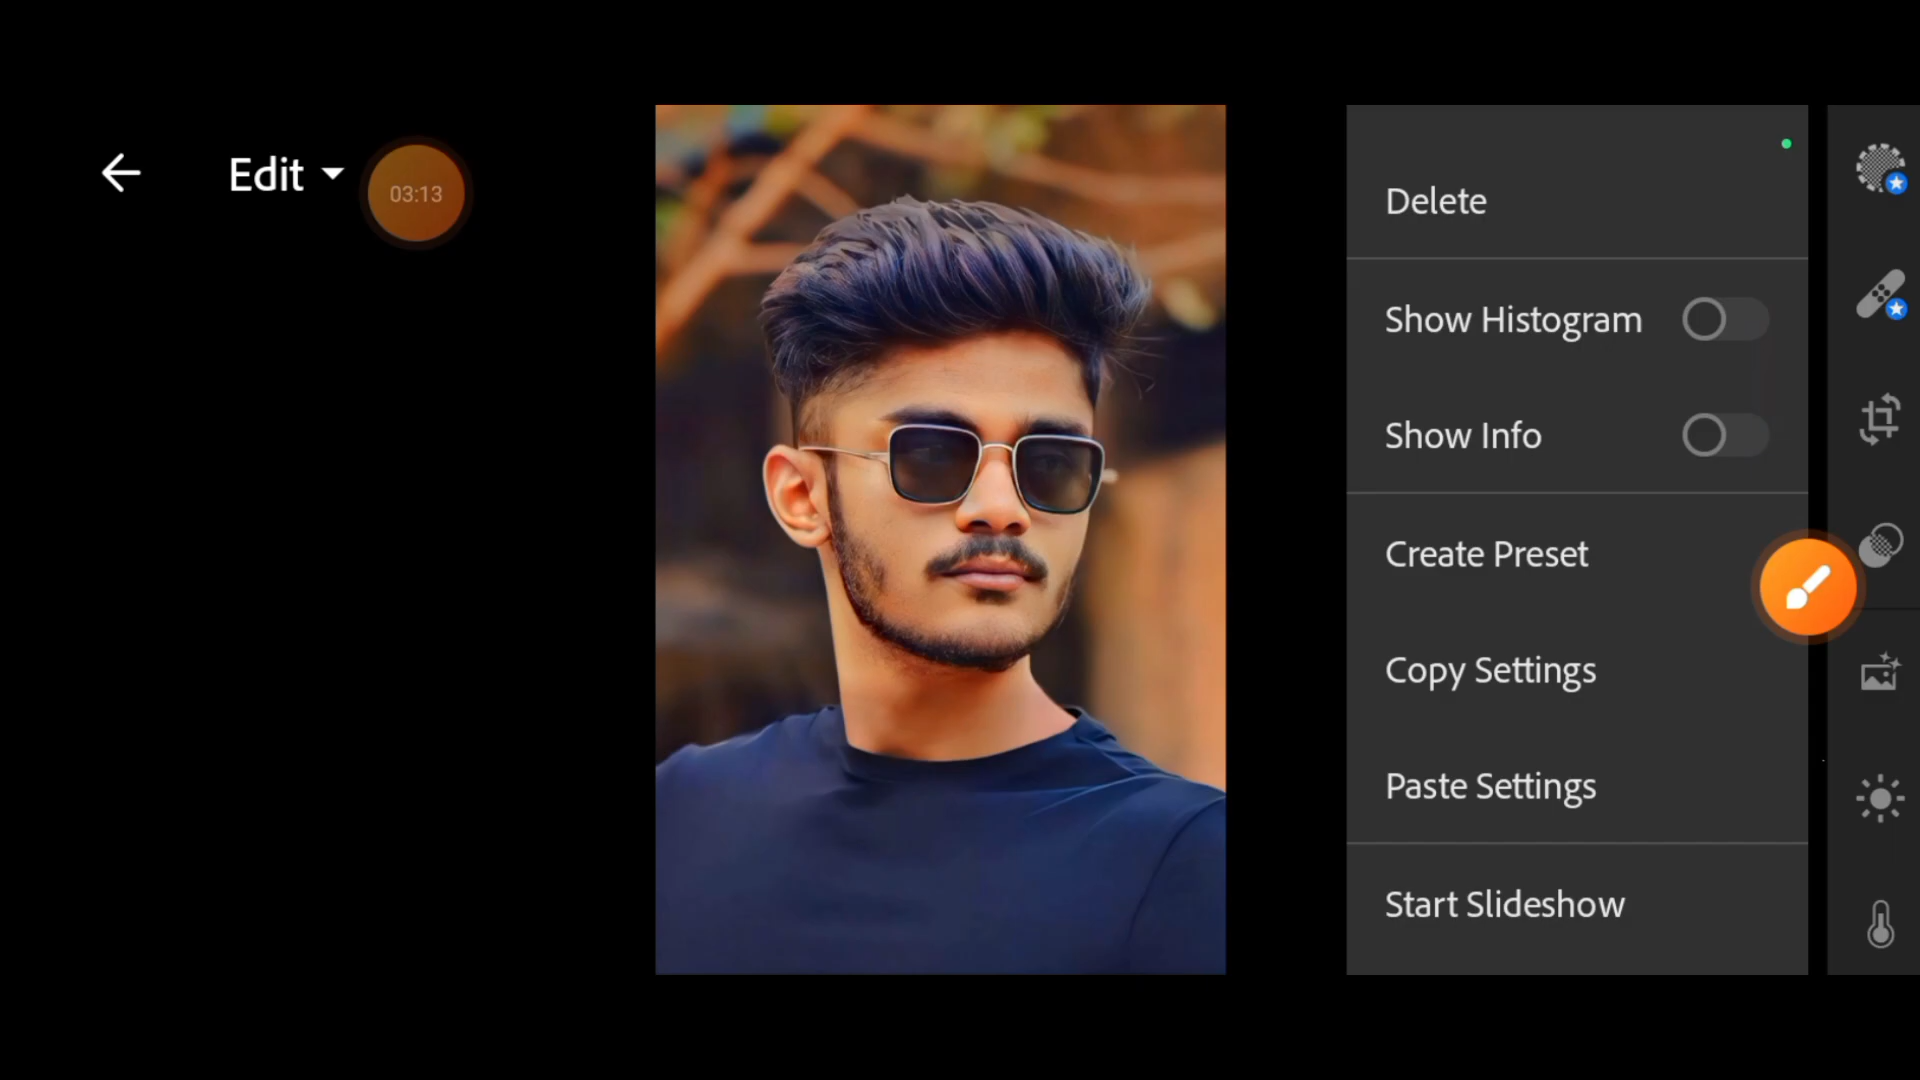 Edit
03:13
Delete
Show Histogram
Show Info
Create Preset
Copy Settings
Paste Settings
Start Slideshow